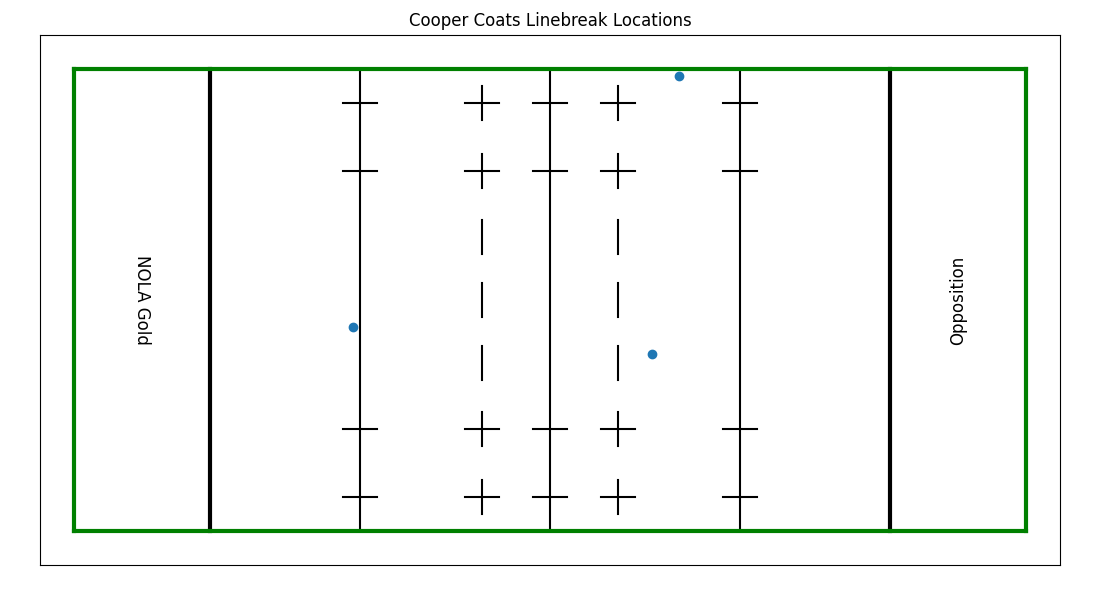 Cooper Coats Linebreak Locations
NOLA Gold
Opposition